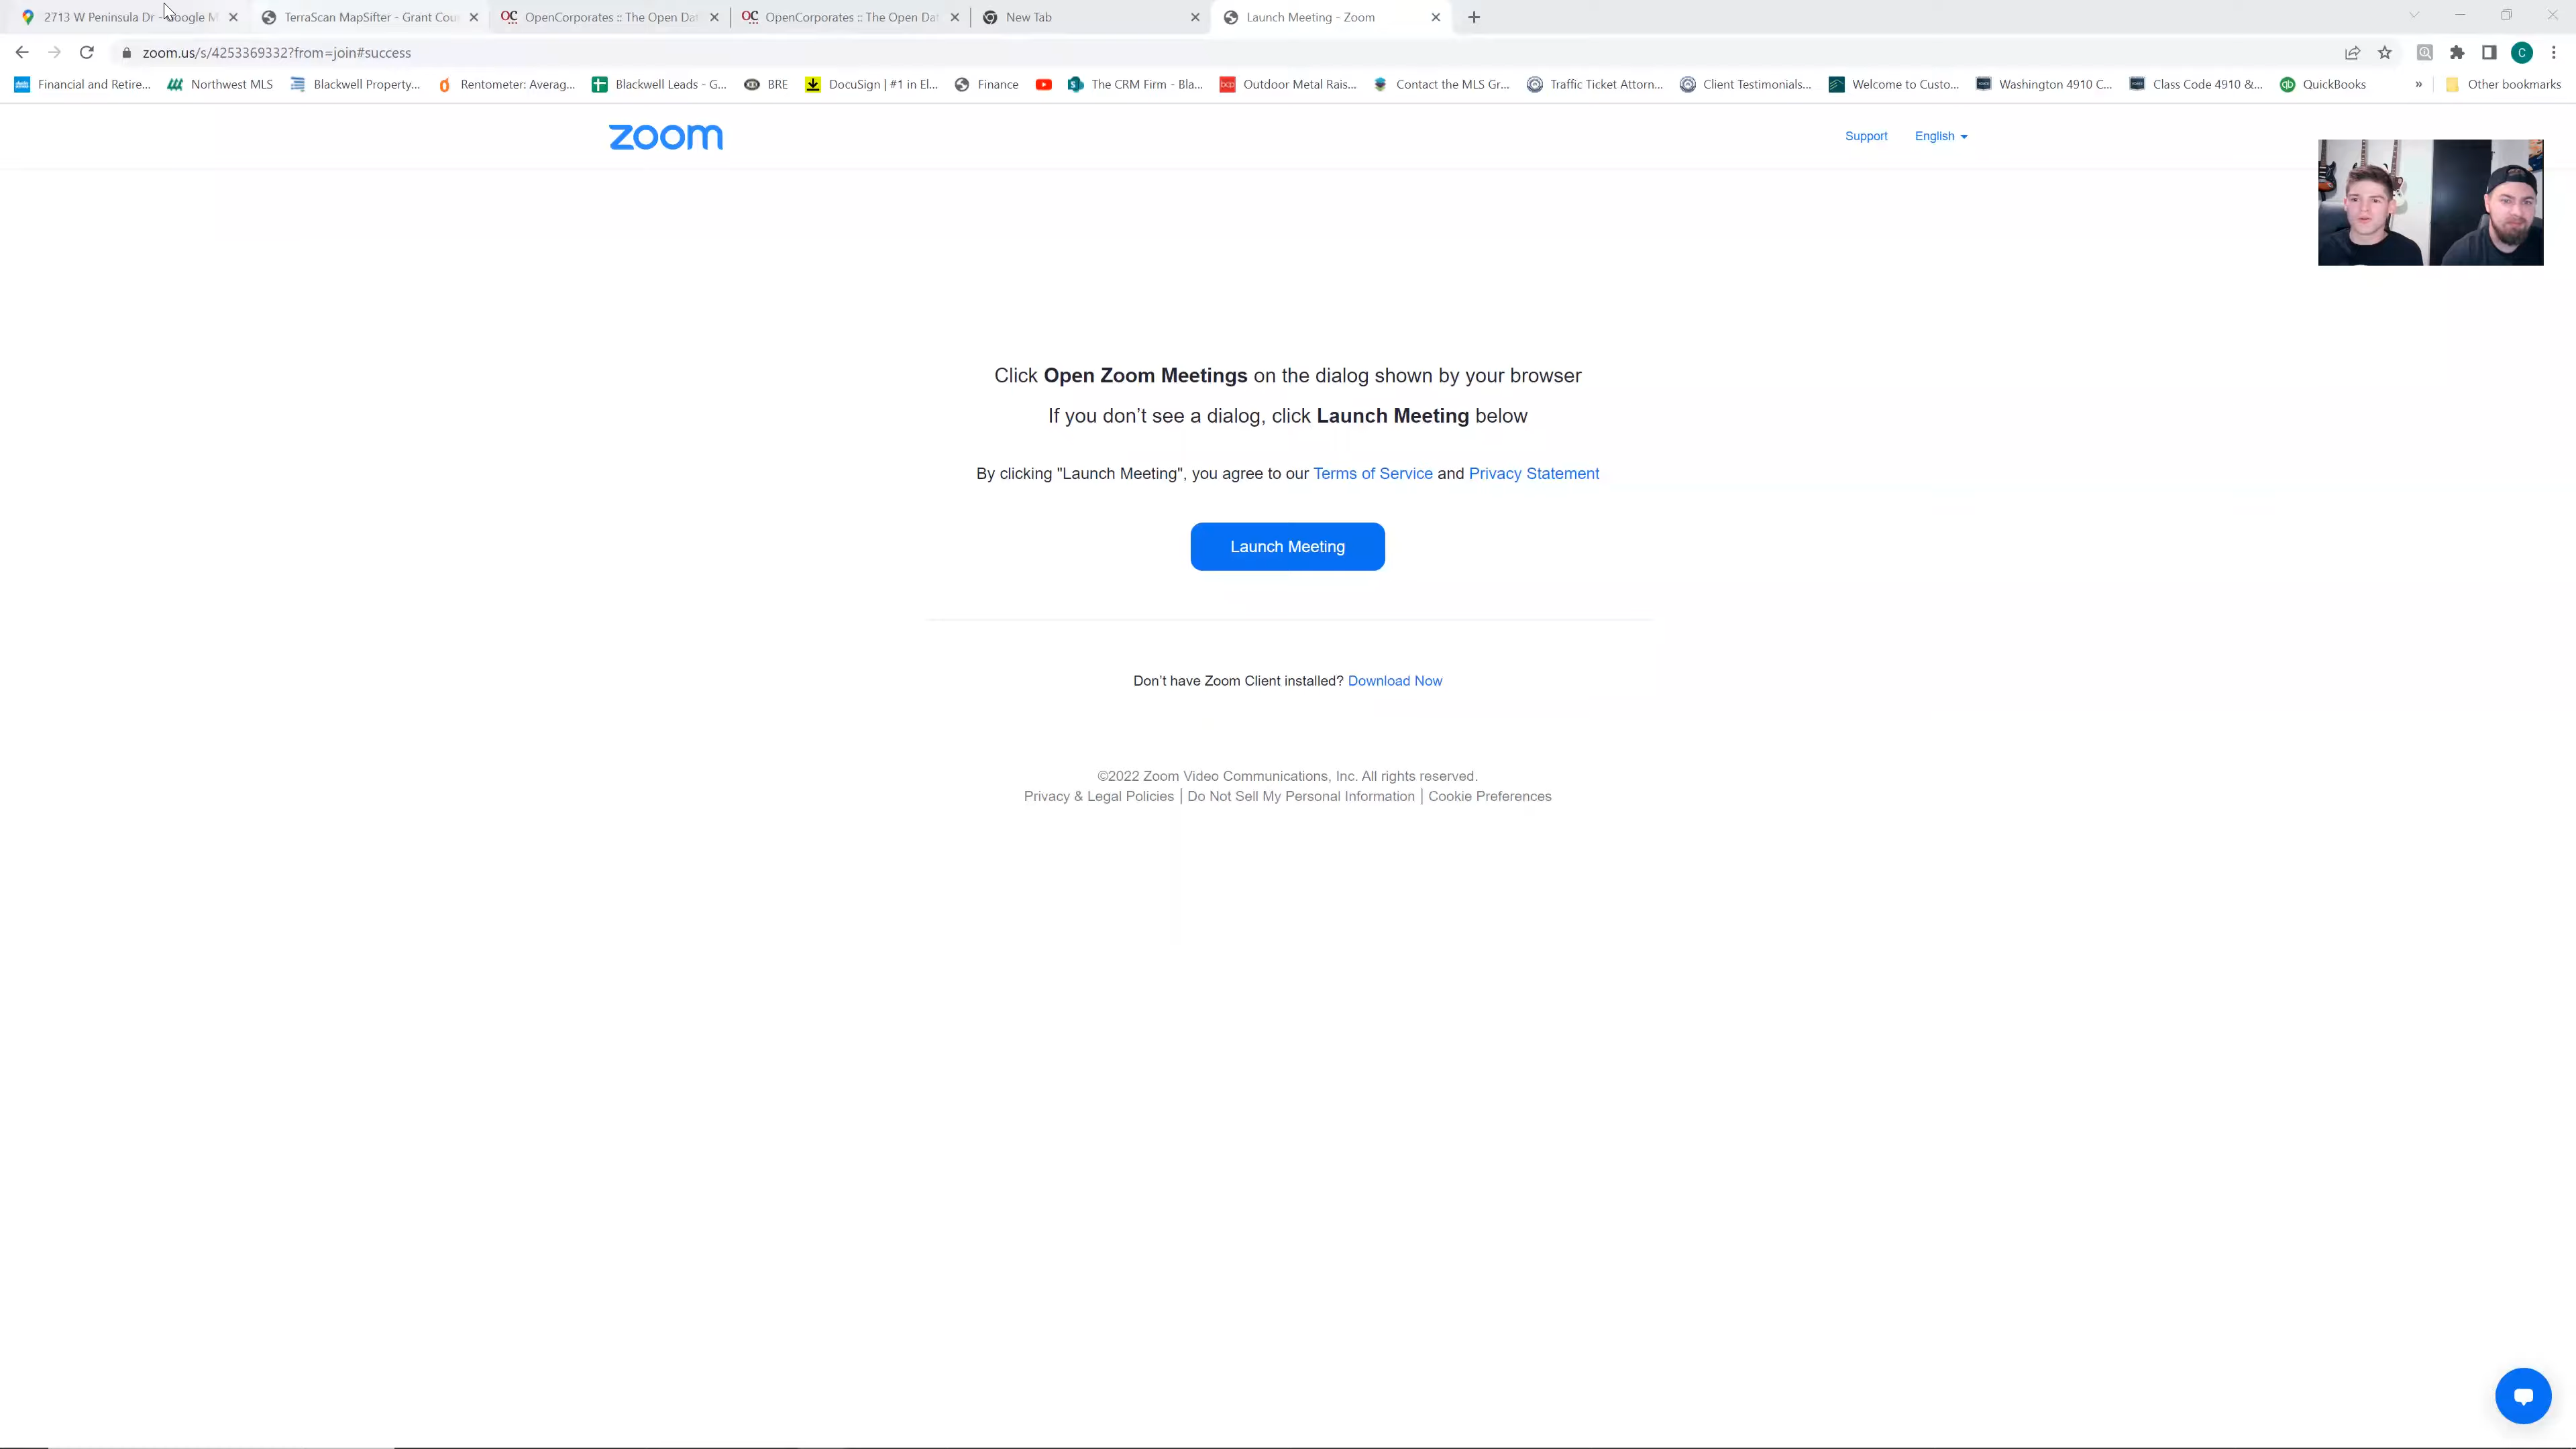 2713 W Peninsula Dr - Google M
TerraScan MapSifter - Grant Cou
OpenCorporates :: The Open Dat
OpenCorporates :: The Open Dat
New Tab
Launch Meeting - Zoom
zoom.us/s/4253369332?from=join#success
C
Financial and Retire...
Northwest MLS
Blackwell Property...
Rentometer: Averag...
Blackwell Leads - G...
BRE
DocuSign | #1 in El...
Finance
The CRM Firm - Bla...
Outdoor Metal Rais...
Contact the MLS Gr...
Traffic Ticket Attorn...
Client Testimonials...
Welcome to Custo...
Washington 4910 C...
Class Code 4910 &...
QuickBooks
»
Other bookmarks
zoom
Support
English
Click Open Zoom Meetings on the dialog shown by your browser
If you don’t see a dialog, click Launch Meeting below
By clicking "Launch Meeting", you agree to our Terms of Service and Privacy Statement
Launch Meeting
Don’t have Zoom Client installed? Download Now
©2022 Zoom Video Communications, Inc. All rights reserved.
Privacy & Legal Policies | Do Not Sell My Personal Information | Cookie Preferences